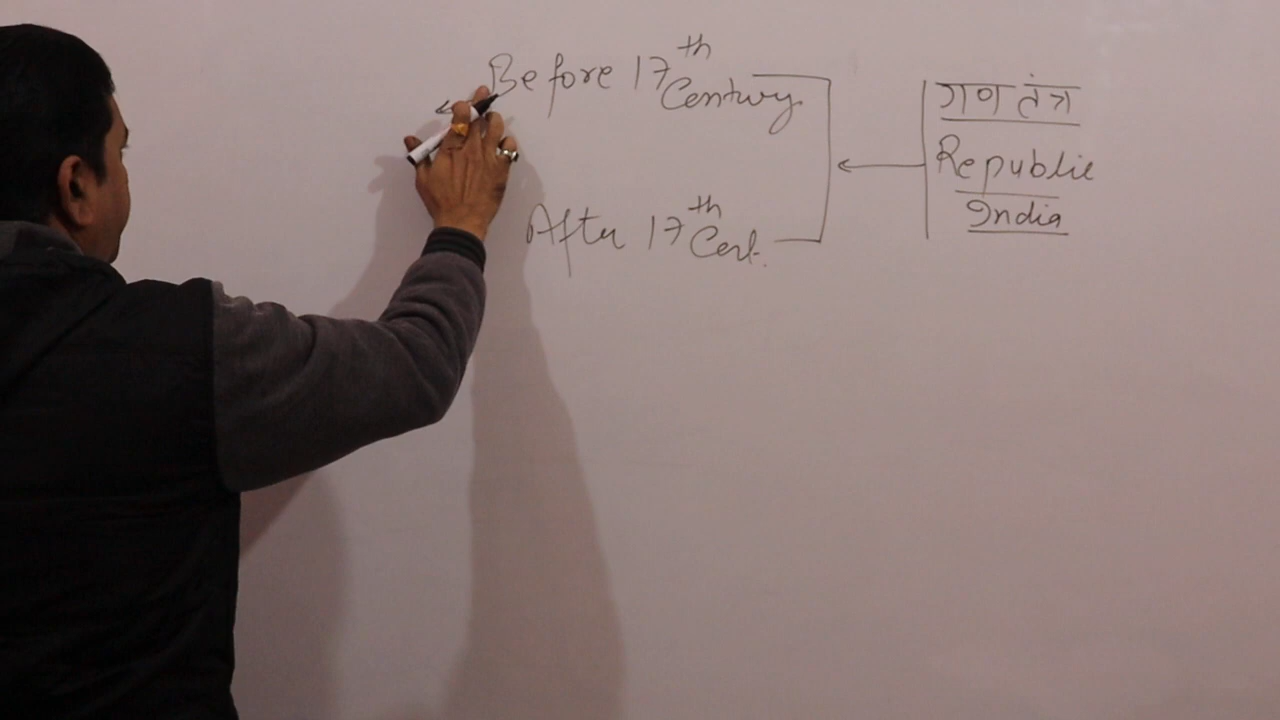 Before 17th Century
After 17th Cent.
गणतंत्र
Republic
India